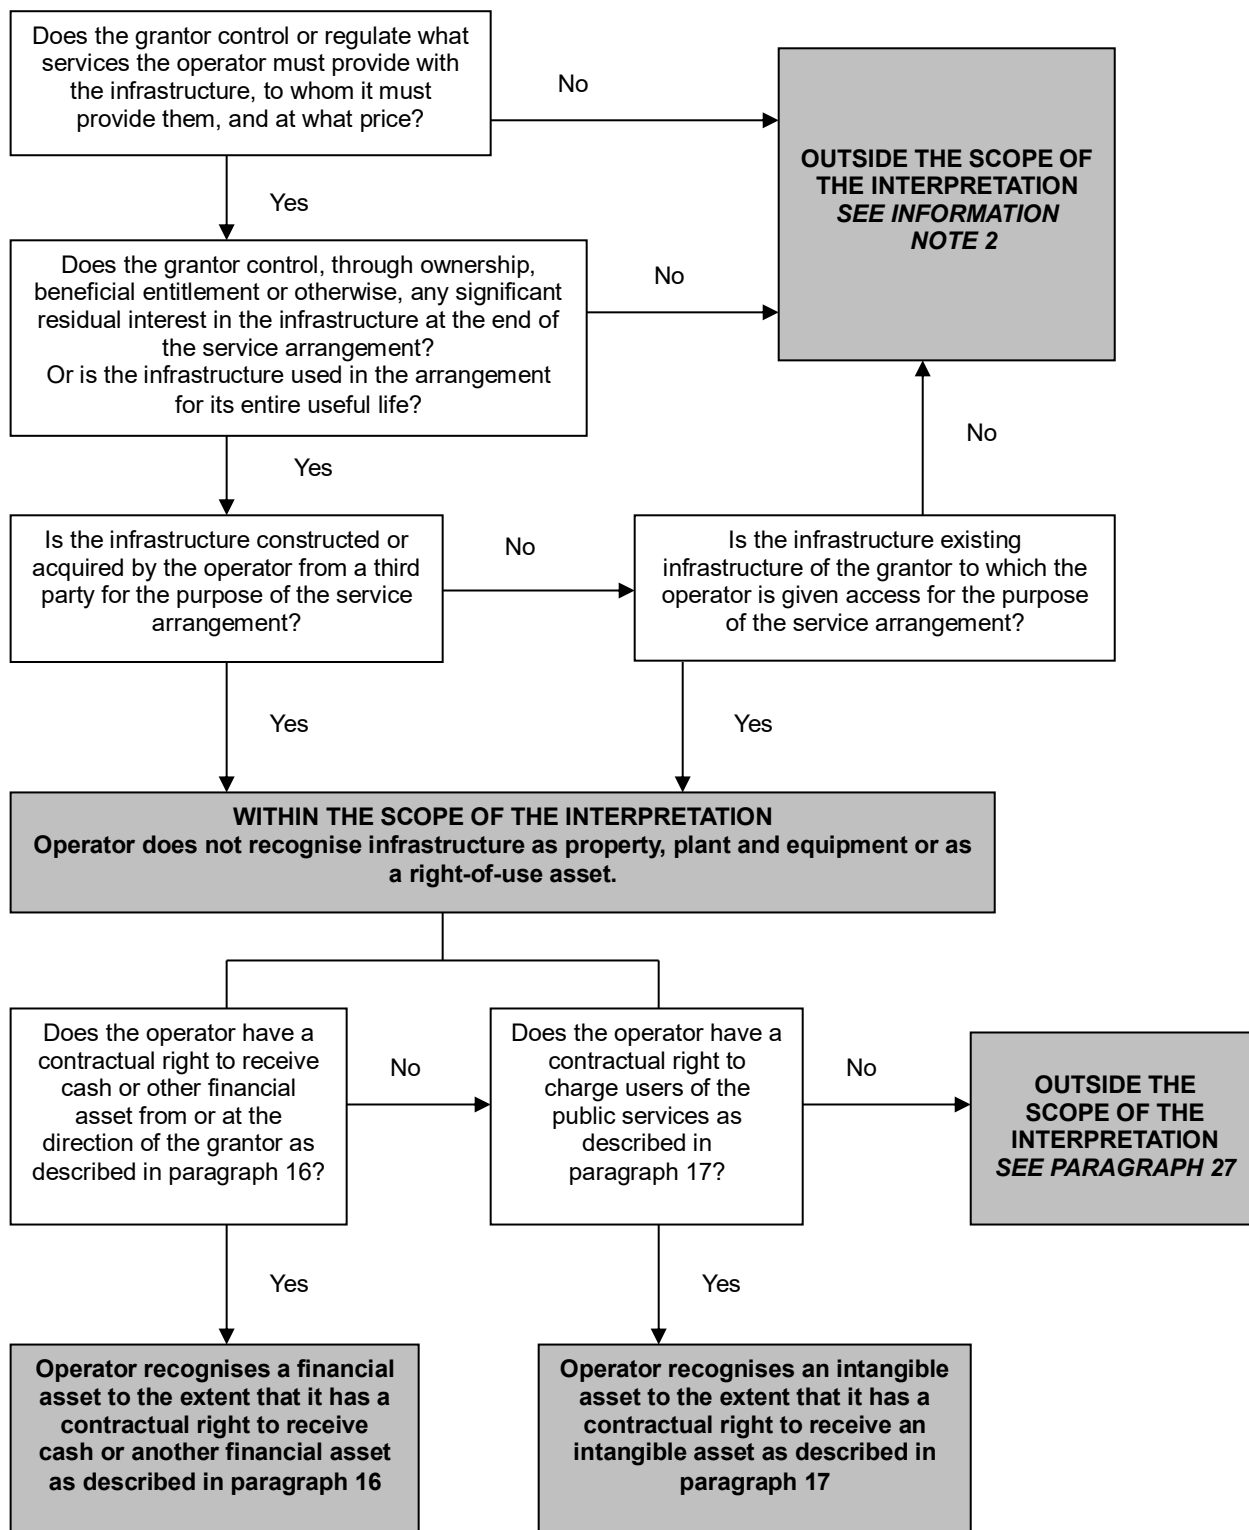 Does the grantor control or regulate what
services the operator must provide with
the infrastructure, to whom it must
provide them, and at what price?
No
OUTSIDE THE SCOPE OF
THE INTERPRETATION
SEE INFORMATION
NOTE 2
Yes
Does the grantor control, through ownership,
beneficial entitlement or otherwise, any significant
residual interest in the infrastructure at the end of
the service arrangement?
Or is the infrastructure used in the arrangement
for its entire useful life?
No
No
Yes
Is the infrastructure constructed or
acquired by the operator from a third
party for the purpose of the service
arrangement?
No
Is the infrastructure existing
infrastructure of the grantor to which the
operator is given access for the purpose
of the service arrangement?
Yes
Yes
WITHIN THE SCOPE OF THE INTERPRETATION
Operator does not recognise infrastructure as property, plant and equipment or as
a right-of-use asset.
Does the operator have a
contractual right to receive
cash or other financial
asset from or at the
direction of the grantor as
described in paragraph 16?
No
Does the operator have a
contractual right to
charge users of the
public services as
described in
paragraph 17?
No
OUTSIDE THE
SCOPE OF THE
INTERPRETATION
SEE PARAGRAPH 27
Yes
Yes
Operator recognises a financial
asset to the extent that it has a
contractual right to receive
cash or another financial asset
as described in paragraph 16
Operator recognises an intangible
asset to the extent that it has a
contractual right to receive an
intangible asset as described in
paragraph 17